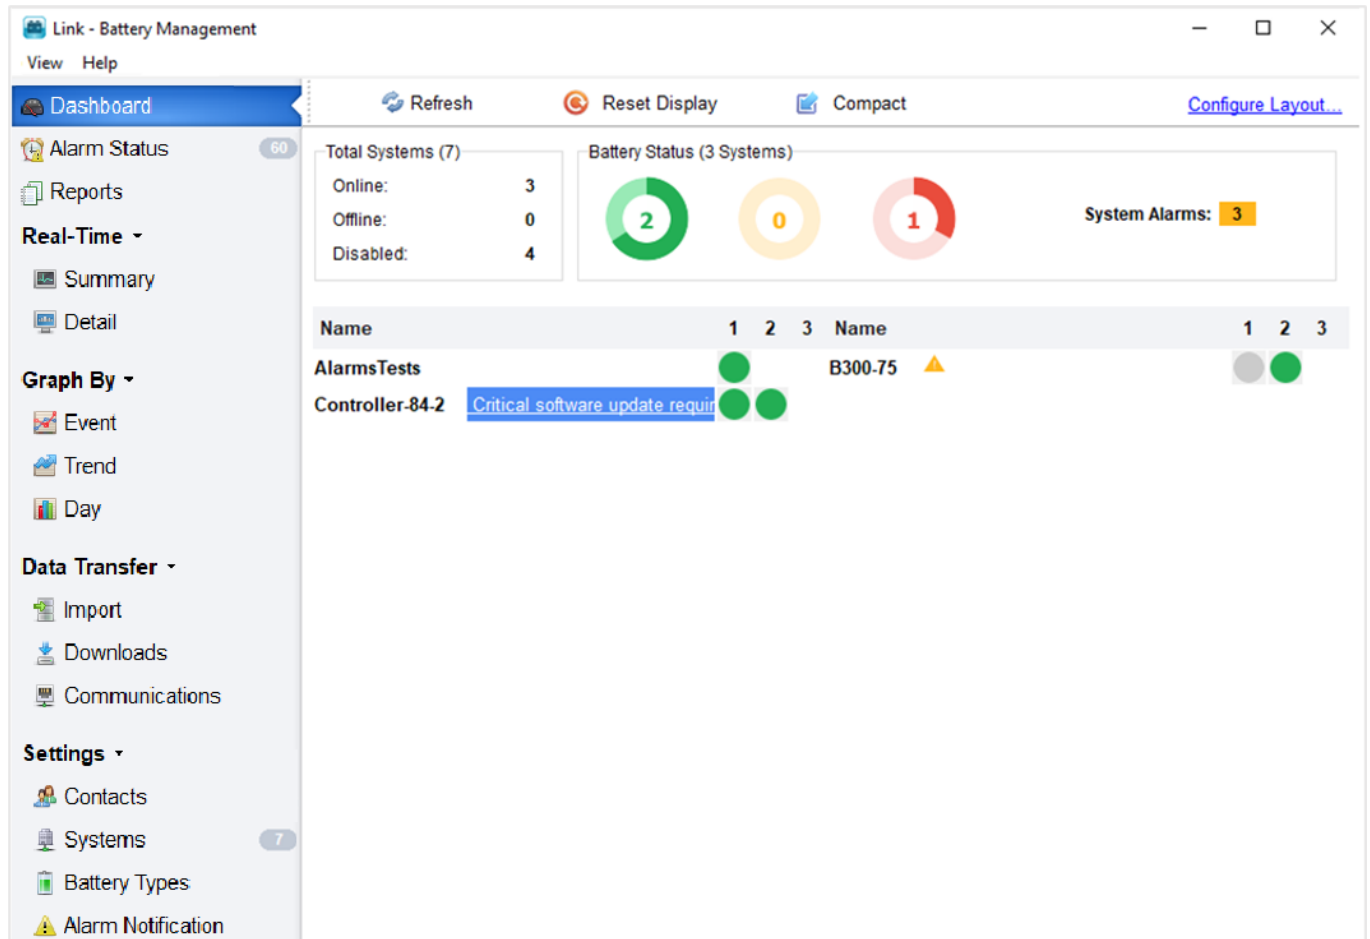 Link - Battery Management
View Help
Dashboard
Refresh Reset Display Compact Configure Layout...
Alarm Status 60
Reports
Real-Time
Summary
Detail
Graph By
Event
Trend
Day
Data Transfer
Import
Downloads
Communications
Settings
Contacts
Systems 7
Battery Types
Alarm Notification
Total Systems (7)
Online: 3
Offline: 0
Disabled: 4
Battery Status (3 Systems)
2 0 1
System Alarms: 3
Name 1 2 3 Name 1 2 3
AlarmsTests B300-75
Controller-84-2 Critical software update requir